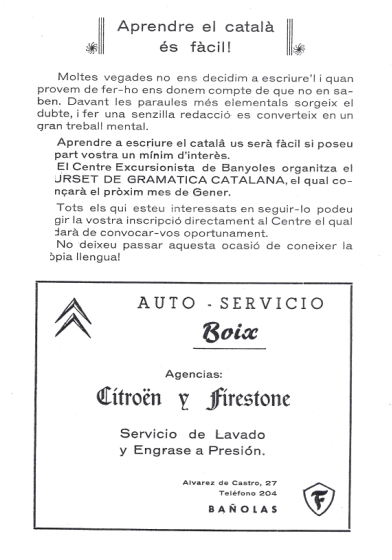 Aprendre el català
és fàcil!
Moltes vegades no ens decidim a escriure'l i quan
provem de fer-ho ens donem compte de que no en sa-
ben. Davant les paraules més elementals sorgeix el
dubte, i fer una senzilla redacció es converteix en un
gran treball mental.
Aprendre a escriure el català us serà fàcil si poseu
part vostra un mínim d'interès.
El Centre Excursionista de Banyoles organitza el
URSET DE GRAMATICA CATALANA, el qual co-
nçarà el pròxim mes de Gener.
Tots els qui esteu interessats en seguir-lo podeu
gir la vostra inscripció directament al Centre el qual
darà de convocar-vos oportunament.
No deixeu passar aquesta ocasió de coneixer la
òpia llengua!
AUTO - SERVICIO
Boix
Agencias:
Citroën y Firestone
Servicio de Lavado
y Engrase a Presión.
Alvarez de Castro, 27
Teléfono 204
BAÑOLAS
F